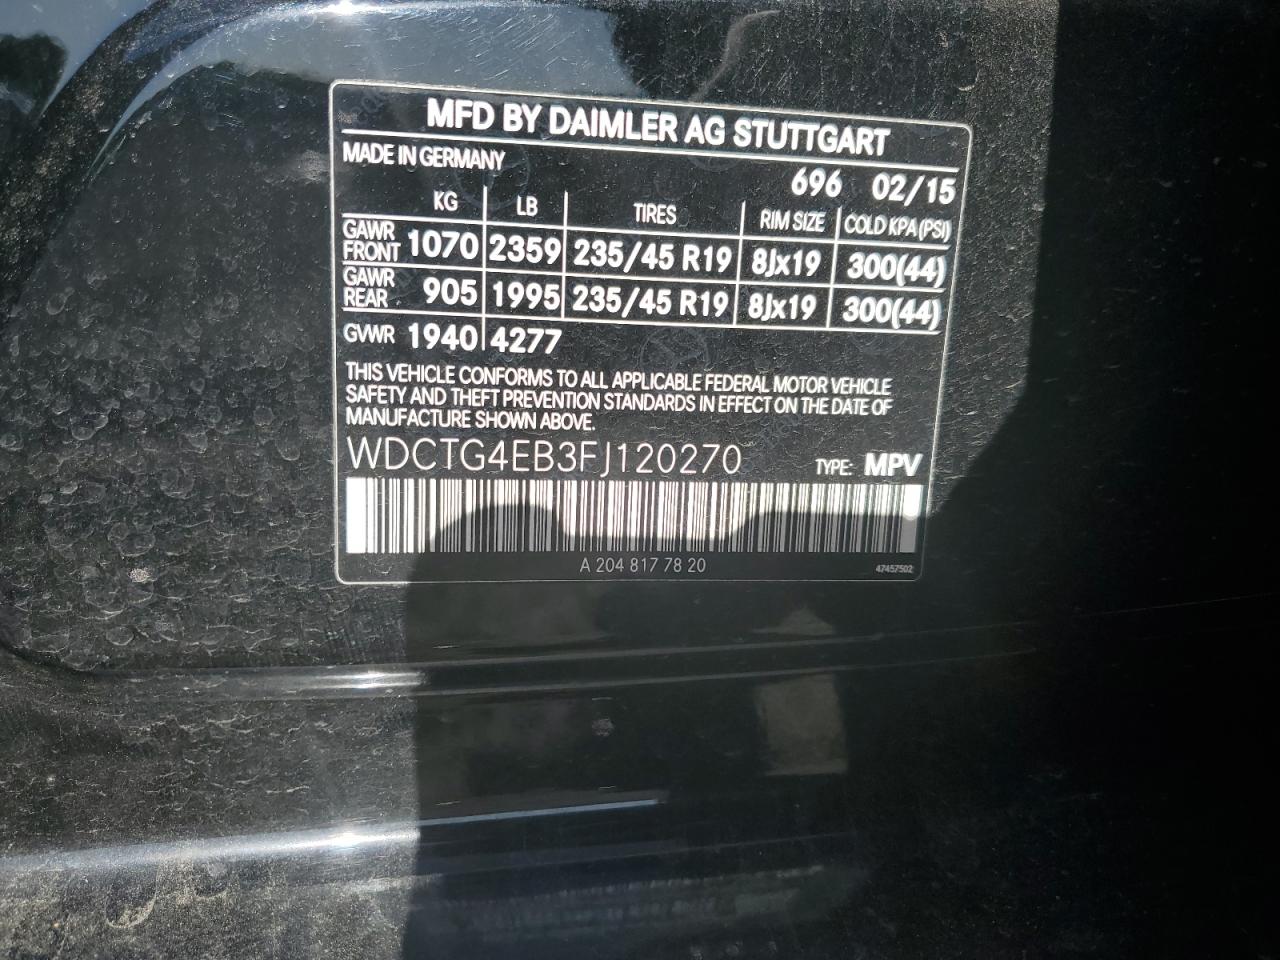 MFD BY DAIMLER AG STUTTGART
MADE IN GERMANY
696 02/15
KG LB TIRES RIM SIZE COLD KPA (PSI)
GAWR FRONT 1070 2359 235/45 R19 8Jx19 300(44)
GAWR REAR 905 1995 235/45 R19 8Jx19 300(44)
GVWR 1940 4277
THIS VEHICLE CONFORMS TO ALL APPLICABLE FEDERAL MOTOR VEHICLE
SAFETY AND THEFT PREVENTION STANDARDS IN EFFECT ON THE DATE OF
MANUFACTURE SHOWN ABOVE.
WDCTG4EB3FJ120270 TYPE: MPV
A 204 817 78 20
47457502